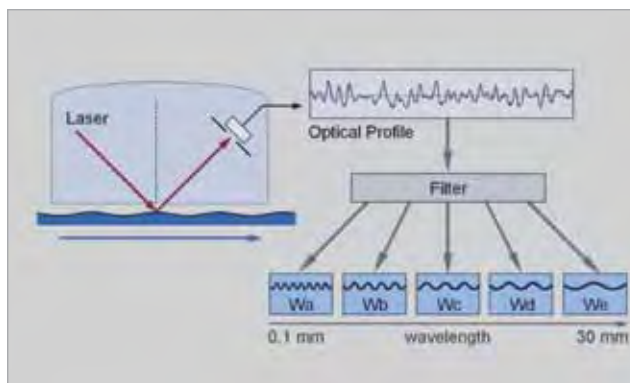 Laser
Optical Profile
Filter
Wa
Wb
Wc
Wd
We
0.1 mm
wavelength
30 mm